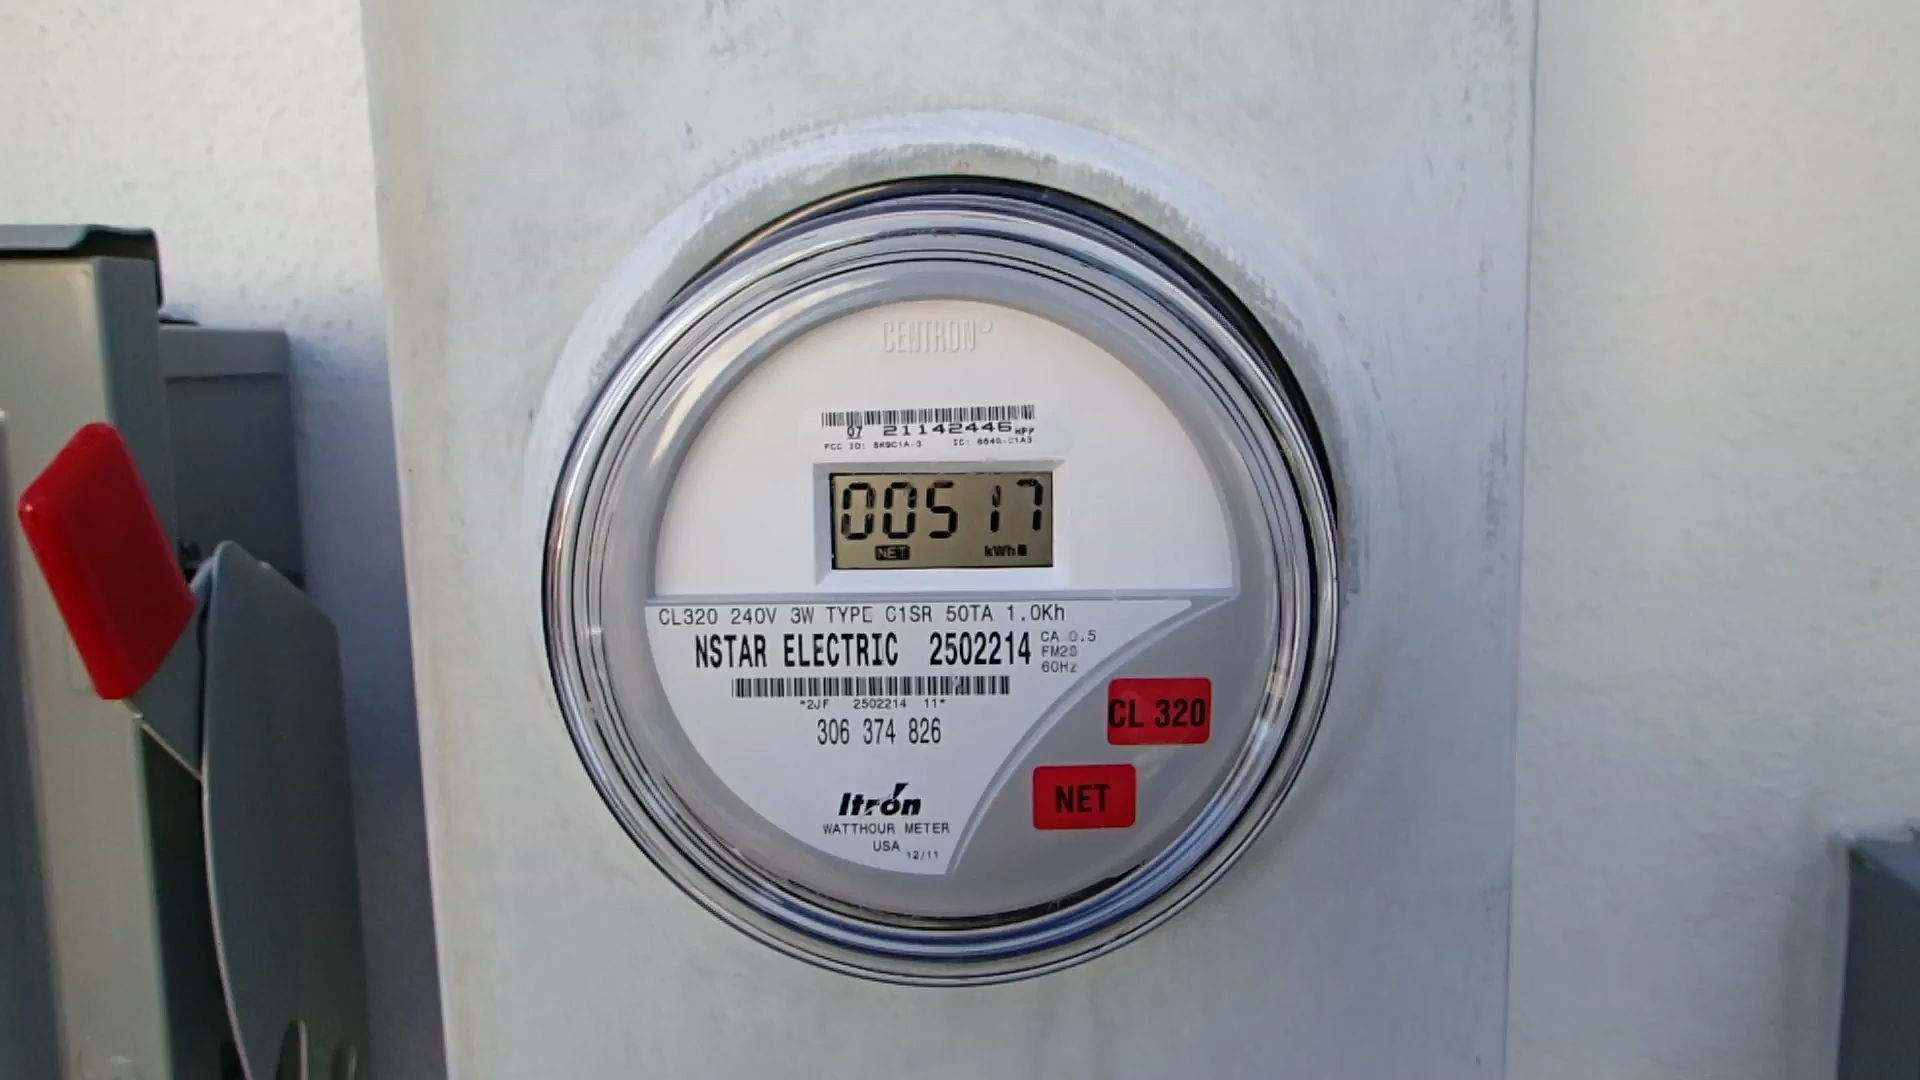 CENTRON
07 21142446
NET
00517
kWh
CL320 240V 3W TYPE C1SR 50TA 1.0Kh
NSTAR ELECTRIC 2502214
CA 0.5
FM2S
60Hz
*2JF 2502214 11*
306 374 826
CL 320
NET
Itron
WATTHOUR METER
USA 12/11